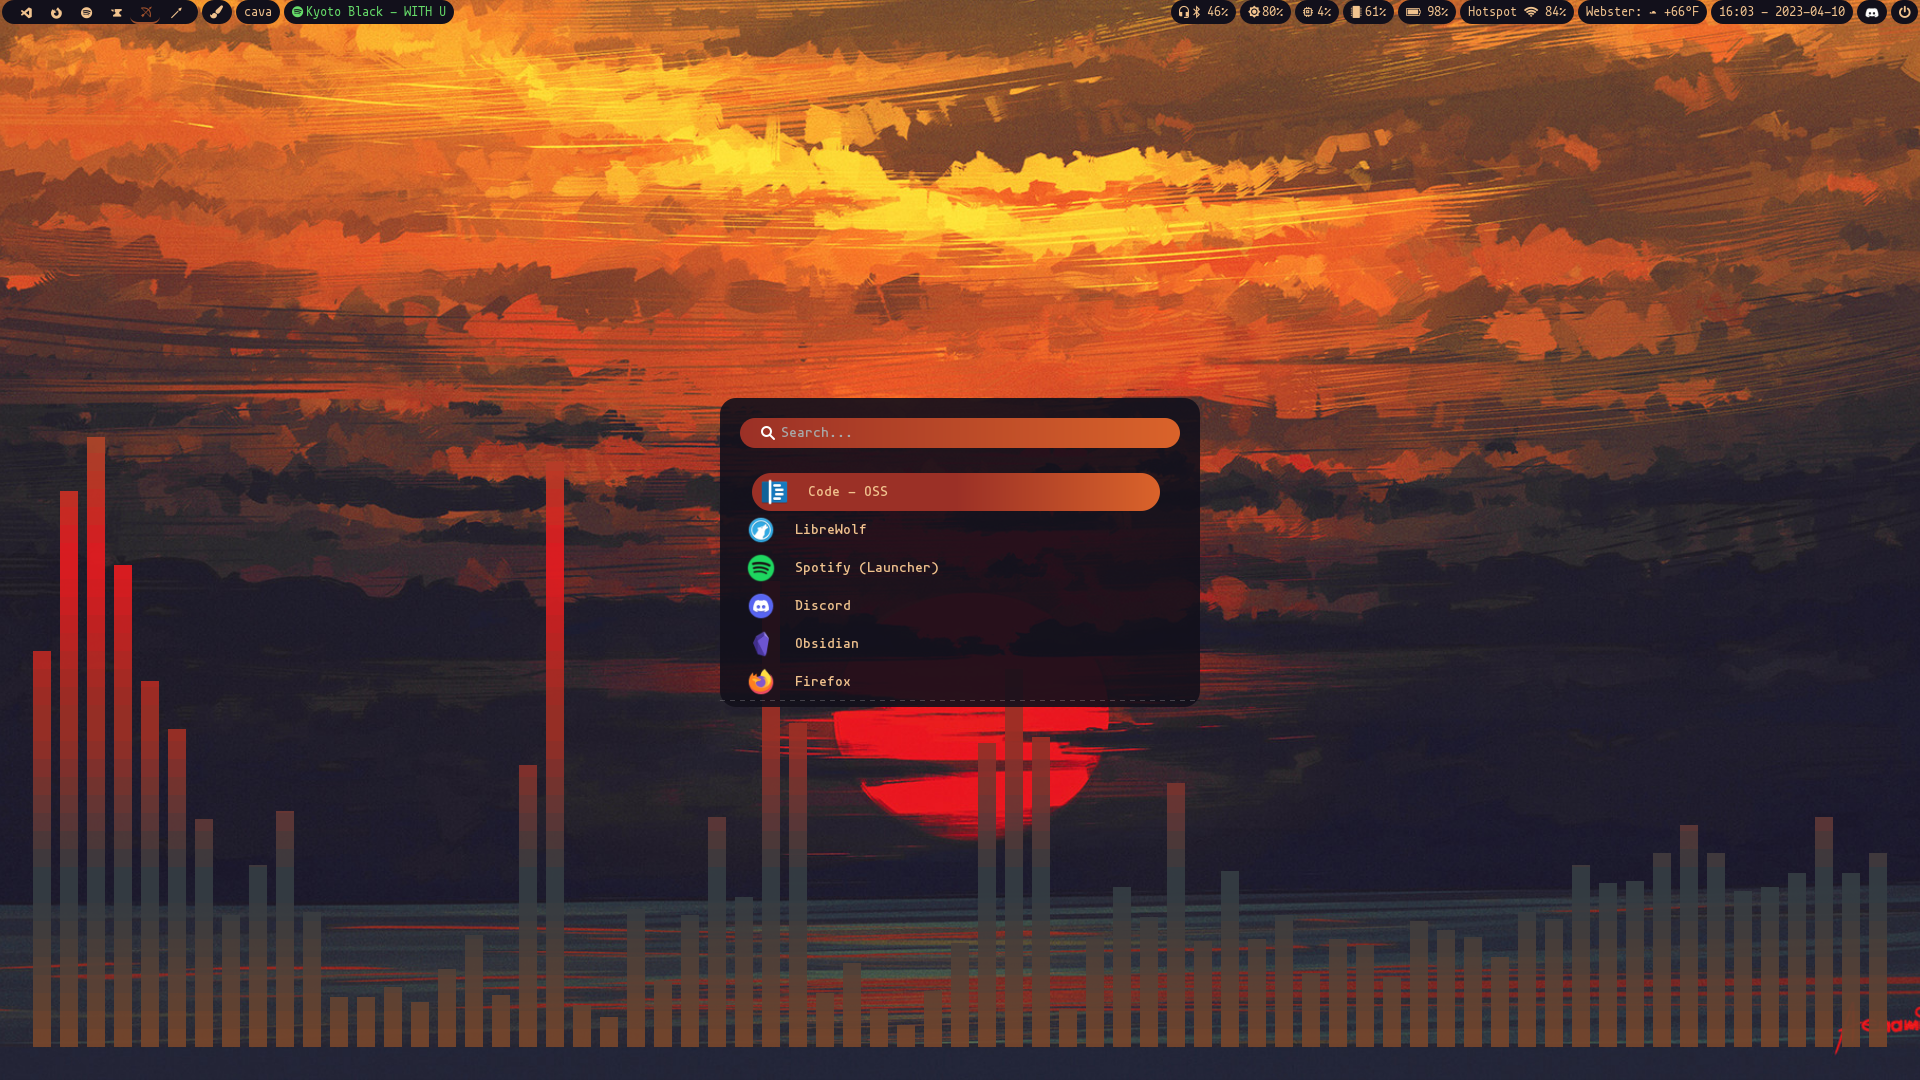 cava
Kyoto Black – WITH U
46%
80%
4%
61%
98%
Hotspot 84%
Webster: +66°F
16:03 – 2023-04-10
Search...
Code – OSS
LibreWolf
Spotify (Launcher)
Discord
Obsidian
Firefox